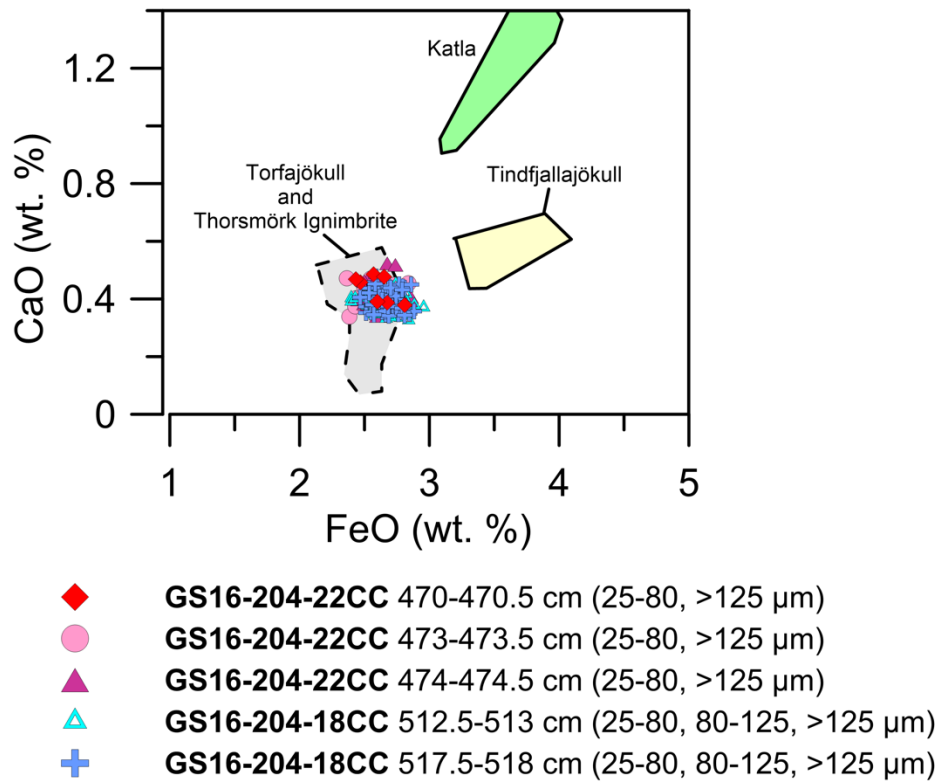 Katla
1.2
CaO (wt. %)
0.8
Torfajökull
and
Thorsmörk Ignimbrite
Tindfjallajökull
0.4
0
1 2 3 4 5
FeO (wt. %)
GS16-204-22CC 470-470.5 cm (25-80, >125 µm)
GS16-204-22CC 473-473.5 cm (25-80, >125 µm)
GS16-204-22CC 474-474.5 cm (25-80, >125 µm)
GS16-204-18CC 512.5-513 cm (25-80, 80-125, >125 µm)
GS16-204-18CC 517.5-518 cm (25-80, 80-125, >125 µm)